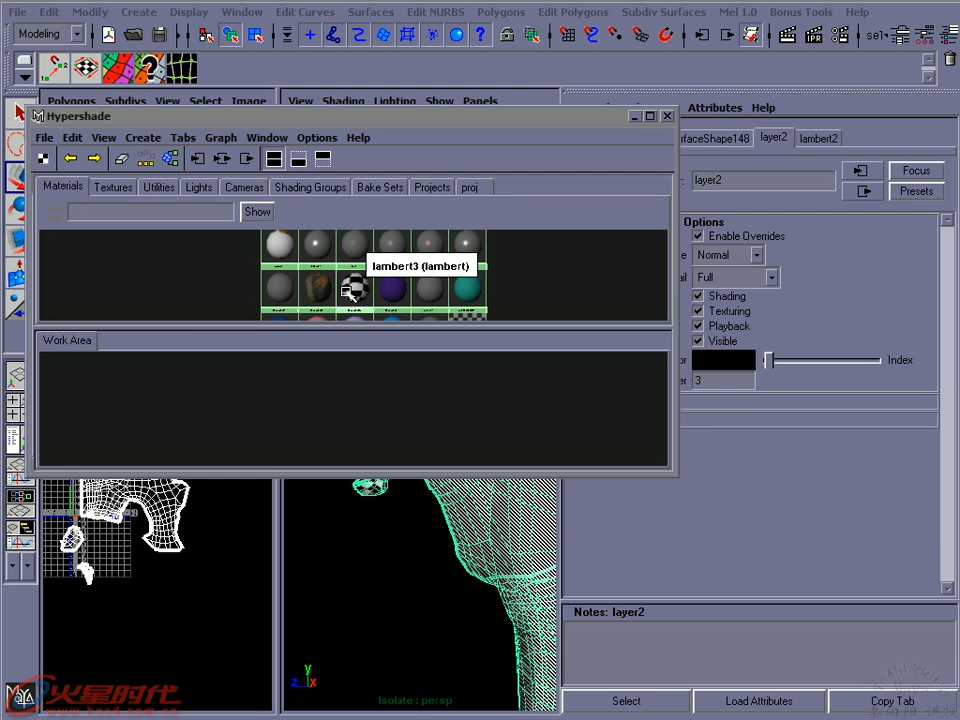 File Edit Modify Create Display Window Edit Curves Surfaces Edit NURBS Polygons Edit Polygons Subdiv Surfaces Mel 1.0 Bonus Tools Help
Modeling
sel
Polygons Subdivs View Select Image
View Shading Lighting Show Panels
Attributes Help
Hypershade
File Edit View Create Tabs Graph Window Options Help
rfaceShape148 layer2 lambert2
Materials Textures Utilities Lights Cameras Shading Groups Bake Sets Projects proj
layer2
Focus
Presets
Show
Options
Enable Overrides
Normal
Full
lambert3 (lambert)
Shading
Texturing
Playback
Visible
Index
3
Work Area
Notes: layer2
Isolate : persp
y
z x
Select
Load Attributes
Copy Tab
MAYA
火星时代